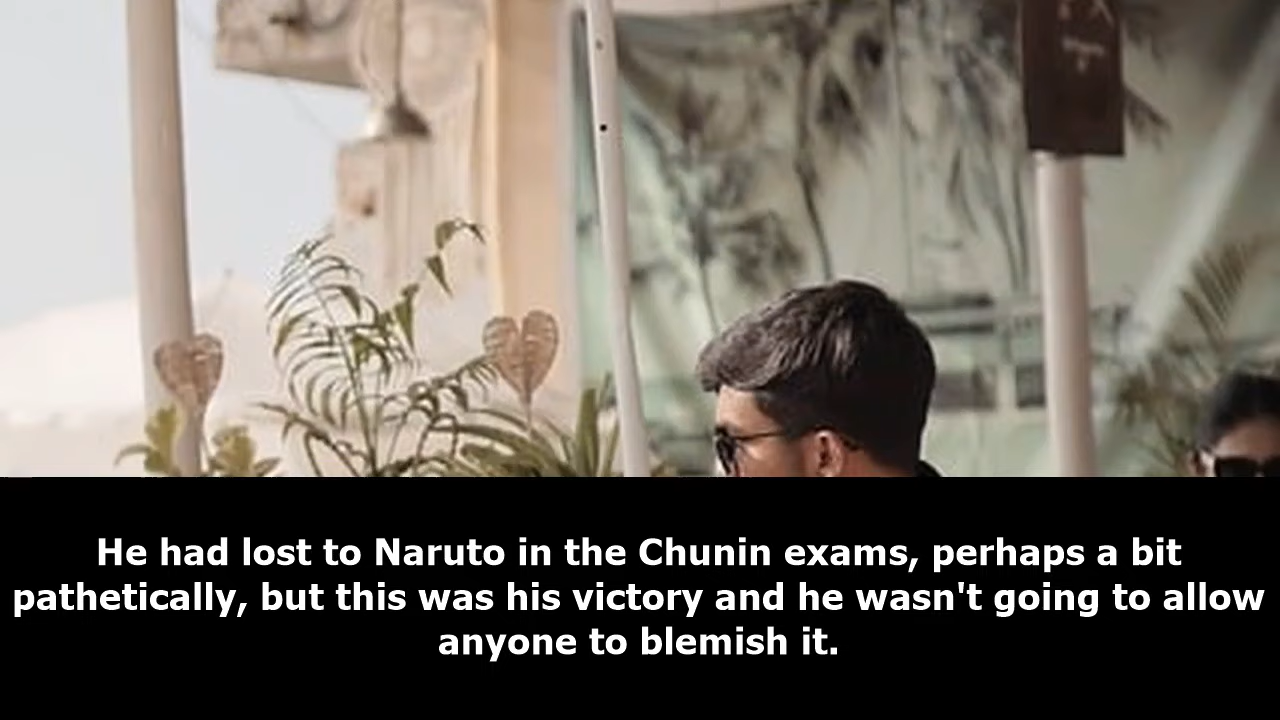 He had lost to Naruto in the Chunin exams, perhaps a bit
pathetically, but this was his victory and he wasn't going to allow
anyone to blemish it.